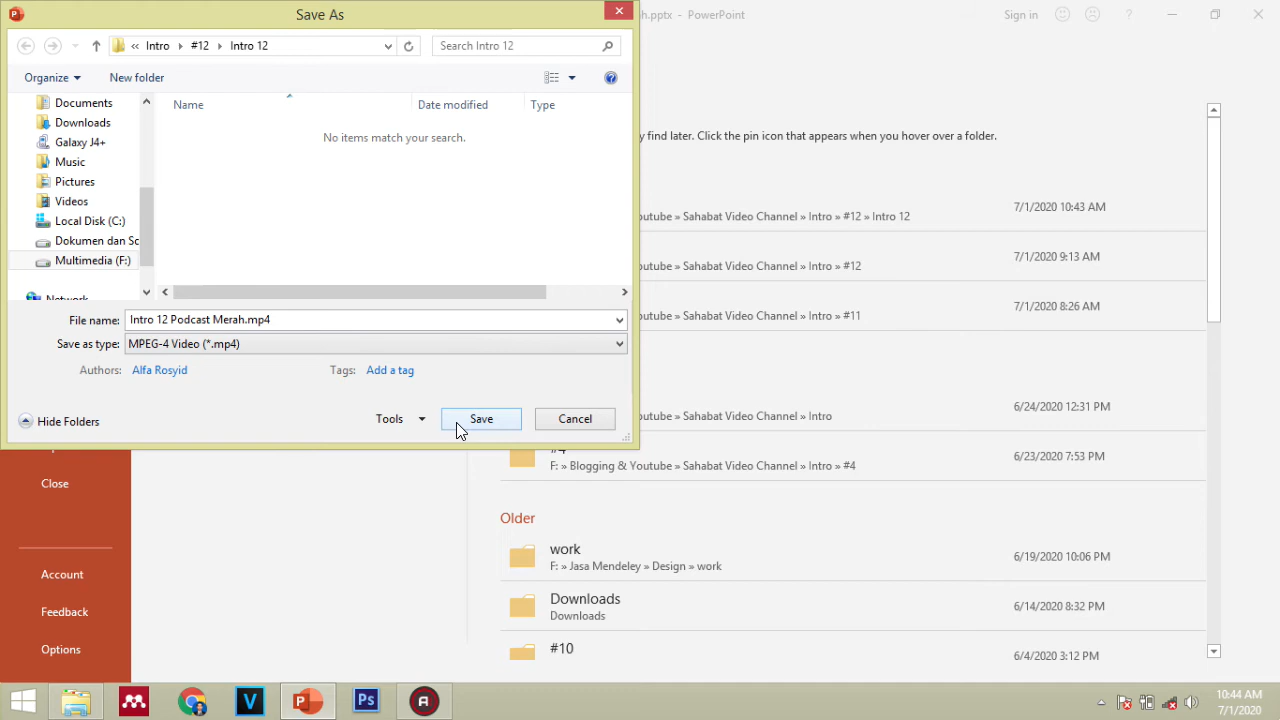 Save As
h.pptx - PowerPoint
Sign in
?
« Intro › #12 › Intro 12
Search Intro 12
Organize
New folder
?
Documents
Downloads
Galaxy J4+
Music
Pictures
Videos
Local Disk (C:)
Dokumen dan Sc
Multimedia (F:)
Network
Name
Date modified
Type
No items match your search.
File name:
Intro 12 Podcast Merah.mp4
Save as type:
MPEG-4 Video (*.mp4)
Authors:
Alfa Rosyid
Tags:
Add a tag
Hide Folders
Tools
Save
Cancel
y find later. Click the pin icon that appears when you hover over a folder.
outube » Sahabat Video Channel » Intro » #12 » Intro 12
7/1/2020 10:43 AM
outube » Sahabat Video Channel » Intro » #12
7/1/2020 9:13 AM
outube » Sahabat Video Channel » Intro » #11
7/1/2020 8:26 AM
outube » Sahabat Video Channel » Intro
6/24/2020 12:31 PM
#4
F: » Blogging & Youtube » Sahabat Video Channel » Intro » #4
6/23/2020 7:53 PM
Older
work
F: » Jasa Mendeley » Design » work
6/19/2020 10:06 PM
Downloads
Downloads
6/14/2020 8:32 PM
#10
6/4/2020 3:12 PM
Close
Account
Feedback
Options
V
P
Ps
10:44 AM
7/1/2020